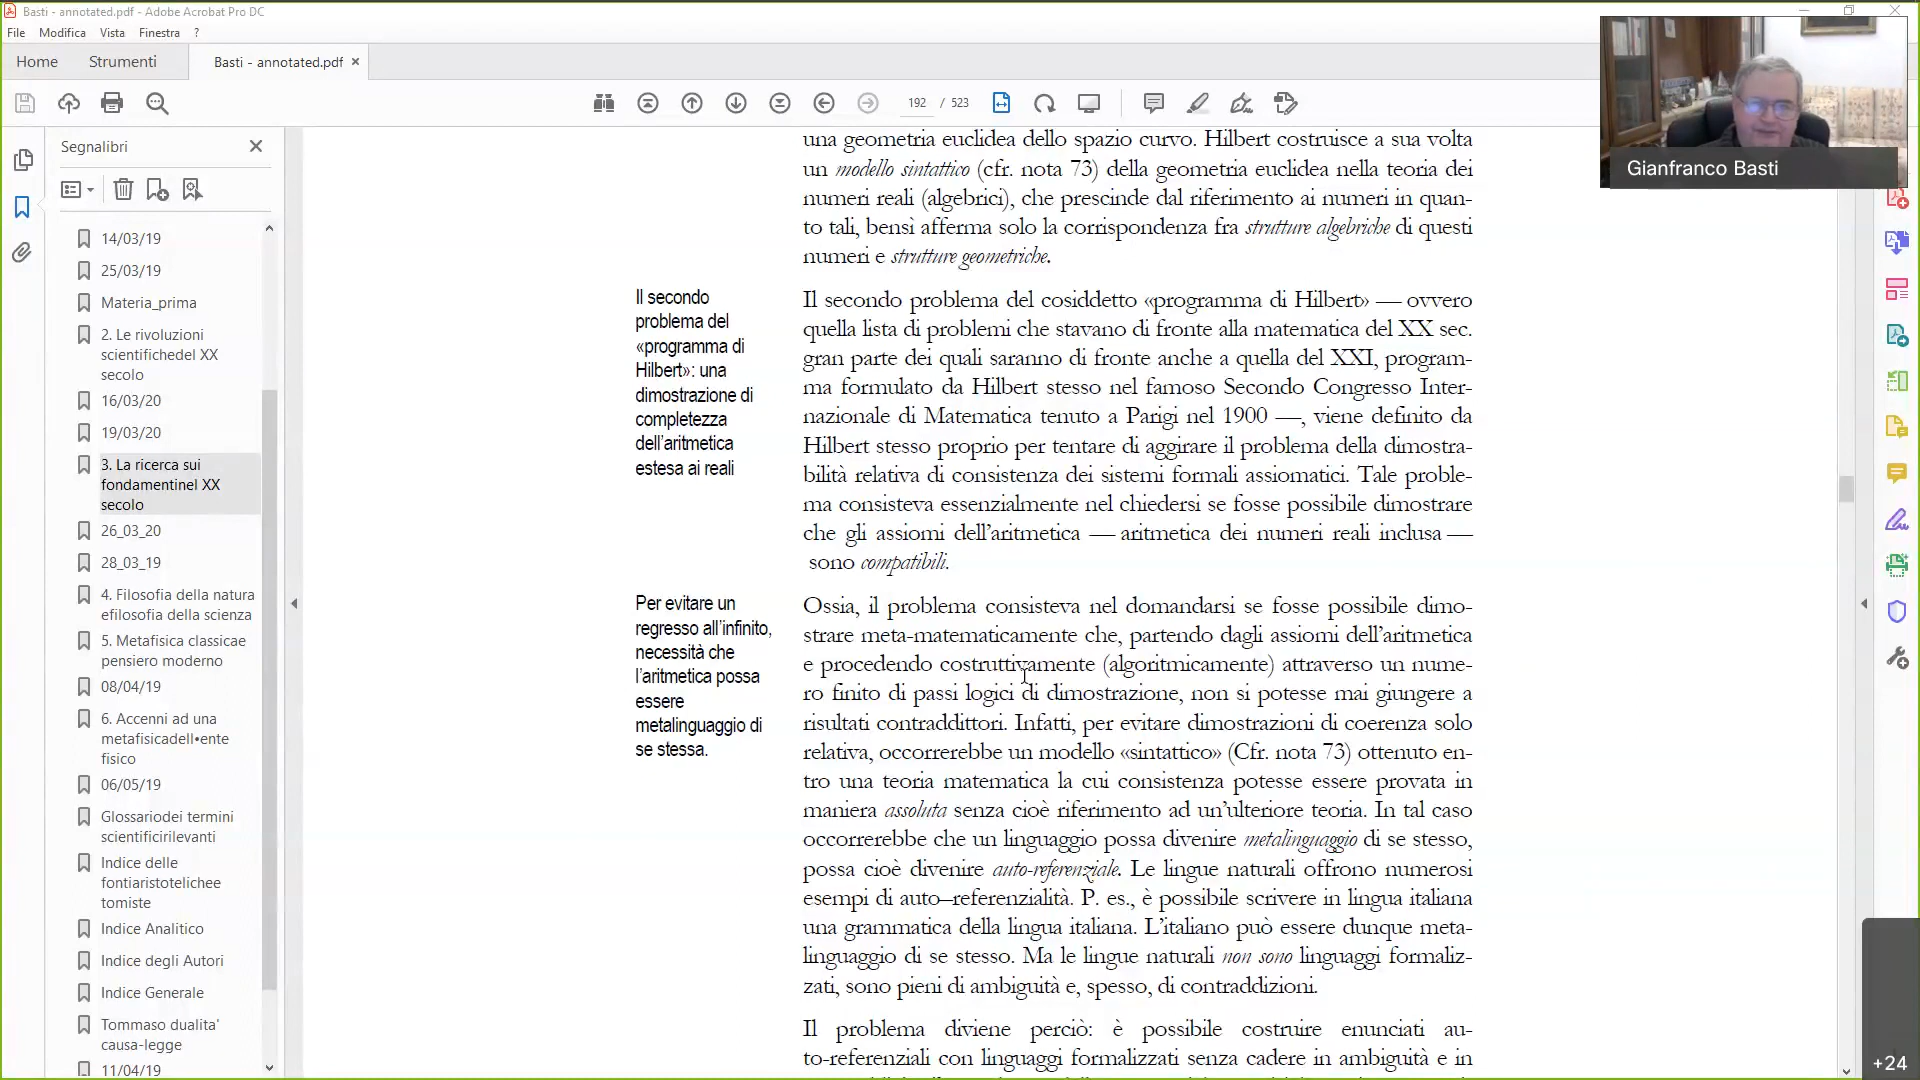 Basti - annotated.pdf - Adobe Acrobat Pro DC
File Modifica Vista Finestra ?
Home Strumenti Basti - annotated.pdf ×
192 / 523
Gianfranco Basti
Segnalibri
14/03/19
25/03/19
Materia_prima
2. Le rivoluzioni
scientifichedel XX
secolo
16/03/20
19/03/20
3. La ricerca sui
fondamentinel XX
secolo
26_03_20
28_03_19
4. Filosofia della natura
efilosofia della scienza
5. Metafisica classicae
pensiero moderno
08/04/19
6. Accenni ad una
metafisicadell•ente
fisico
06/05/19
Glossariodei termini
scientificirilevanti
Indice delle
fontiaristotelichee
tomiste
Indice Analitico
Indice degli Autori
Indice Generale
Tommaso dualita'
causa-legge
11/04/19
una geometria euclidea dello spazio curvo. Hilbert costruisce a sua volta
un modello sintattico (cfr. nota 73) della geometria euclidea nella teoria dei
numeri reali (algebrici), che prescinde dal riferimento ai numeri in quan-
to tali, bensì afferma solo la corrispondenza fra strutture algebriche di questi
numeri e strutture geometriche.
Il secondo
problema del
«programma di
Hilbert»: una
dimostrazione di
completezza
dell'aritmetica
estesa ai reali
Il secondo problema del cosiddetto «programma di Hilbert» — ovvero
quella lista di problemi che stavano di fronte alla matematica del XX sec.
gran parte dei quali saranno di fronte anche a quella del XXI, program-
ma formulato da Hilbert stesso nel famoso Secondo Congresso Inter-
nazionale di Matematica tenuto a Parigi nel 1900 —, viene definito da
Hilbert stesso proprio per tentare di aggirare il problema della dimostra-
bilità relativa di consistenza dei sistemi formali assiomatici. Tale proble-
ma consisteva essenzialmente nel chiedersi se fosse possibile dimostrare
che gli assiomi dell'aritmetica — aritmetica dei numeri reali inclusa —
sono compatibili.
Per evitare un
regresso all'infinito,
necessità che
l'aritmetica possa
essere
metalinguaggio di
se stessa.
Ossia, il problema consisteva nel domandarsi se fosse possibile dimo-
strare meta-matematicamente che, partendo dagli assiomi dell'aritmetica
e procedendo costruttivamente (algoritmicamente) attraverso un nume-
ro finito di passi logici di dimostrazione, non si potesse mai giungere a
risultati contraddittori. Infatti, per evitare dimostrazioni di coerenza solo
relativa, occorrerebbe un modello «sintattico» (Cfr. nota 73) ottenuto en-
tro una teoria matematica la cui consistenza potesse essere provata in
maniera assoluta senza cioè riferimento ad un'ulteriore teoria. In tal caso
occorrerebbe che un linguaggio possa divenire metalinguaggio di se stesso,
possa cioè divenire auto-referenziale. Le lingue naturali offrono numerosi
esempi di auto–referenzialità. P. es., è possibile scrivere in lingua italiana
una grammatica della lingua italiana. L'italiano può essere dunque meta-
linguaggio di se stesso. Ma le lingue naturali non sono linguaggi formaliz-
zati, sono pieni di ambiguità e, spesso, di contraddizioni.
Il problema diviene perciò: è possibile costruire enunciati au-
to-referenziali con linguaggi formalizzati senza cadere in ambiguità e in
+24